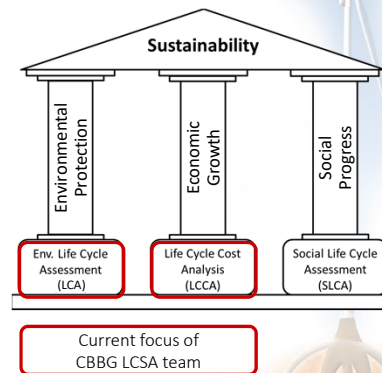 Sustainability
Environmental
Protection
Economic
Growth
Social
Progress
Env. Life Cycle
Assessment
(LCA)
Life Cycle Cost
Analysis
(LCCA)
Social Life Cycle
Assessment
(SLCA)
Current focus of
CBBG LCSA team